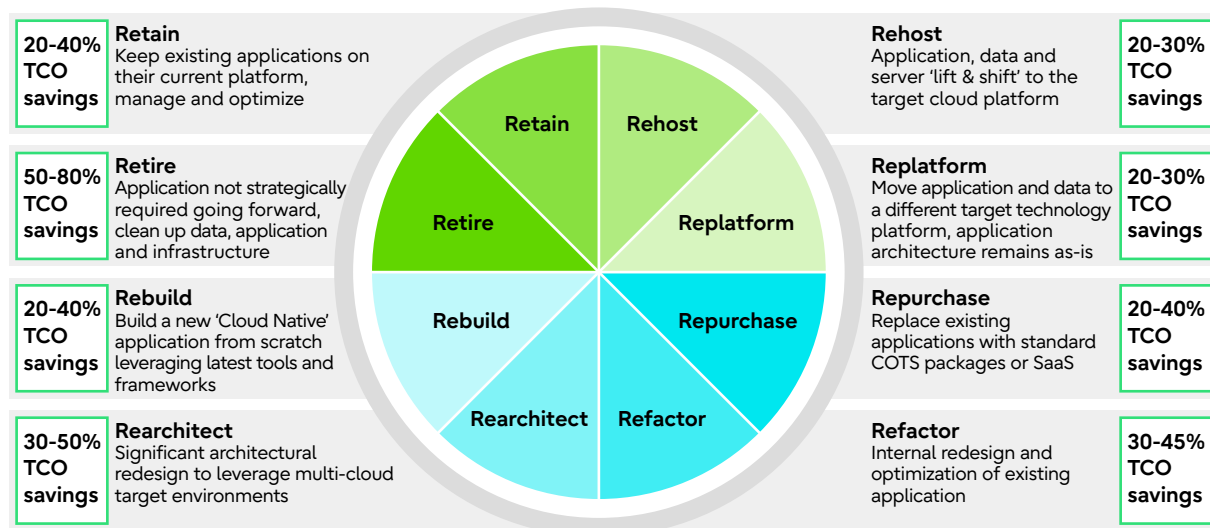 20-40%
TCO
savings
Retain
Keep existing applications on
their current platform,
manage and optimize
50-80%
TCO
savings
Retire
Application not strategically
required going forward,
clean up data, application
and infrastructure
20-40%
TCO
savings
Rebuild
Build a new ‘Cloud Native’
application from scratch
leveraging latest tools and
frameworks
30-50%
TCO
savings
Rearchitect
Significant architectural
redesign to leverage multi-cloud
target environments
Retain
Rehost
Retire
Replatform
Rebuild
Repurchase
Rearchitect
Refactor
Rehost
Application, data and
server ‘lift & shift’ to the
target cloud platform
20-30%
TCO
savings
Replatform
Move application and data to
a different target technology
platform, application
architecture remains as-is
20-30%
TCO
savings
Repurchase
Replace existing
applications with standard
COTS packages or SaaS
20-40%
TCO
savings
Refactor
Internal redesign and
optimization of existing
application
30-45%
TCO
savings